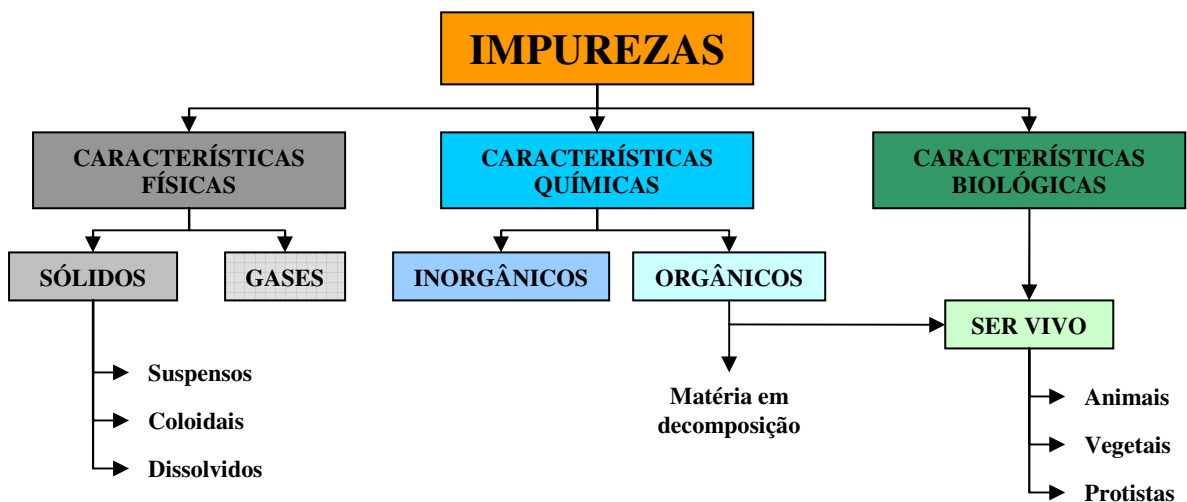 IMPUREZAS
CARACTERÍSTICAS
FÍSICAS
CARACTERÍSTICAS
QUÍMICAS
CARACTERÍSTICAS
BIOLÓGICAS
SÓLIDOS
GASES
INORGÂNICOS
ORGÂNICOS
SER VIVO
Suspensos
Coloidais
Dissolvidos
Matéria em
decomposição
Animais
Vegetais
Protistas